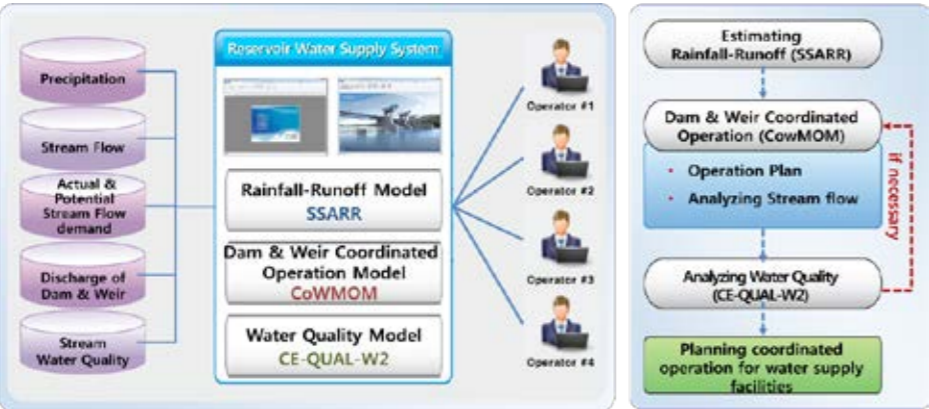 Precipitation
Stream Flow
Actual &
Potential
Stream Flow
demand
Discharge of
Dam & Weir
Stream
Water Quality
Reservoir Water Supply System
Rainfall-Runoff Model
SSARR
Dam & Weir Coordinated
Operation Model
CoWMOM
Water Quality Model
CE-QUAL-W2
Operator #1
Operator #2
Operator #3
Operator #4
Estimating
Rainfall-Runoff (SSARR)
Dam & Weir Coordinated
Operation (CowMOM)
• Operation Plan
• Analyzing Stream flow
if necessary
Analyzing Water Quality
(CE-QUAL-W2)
Planning coordinated
operation for water supply
facilities